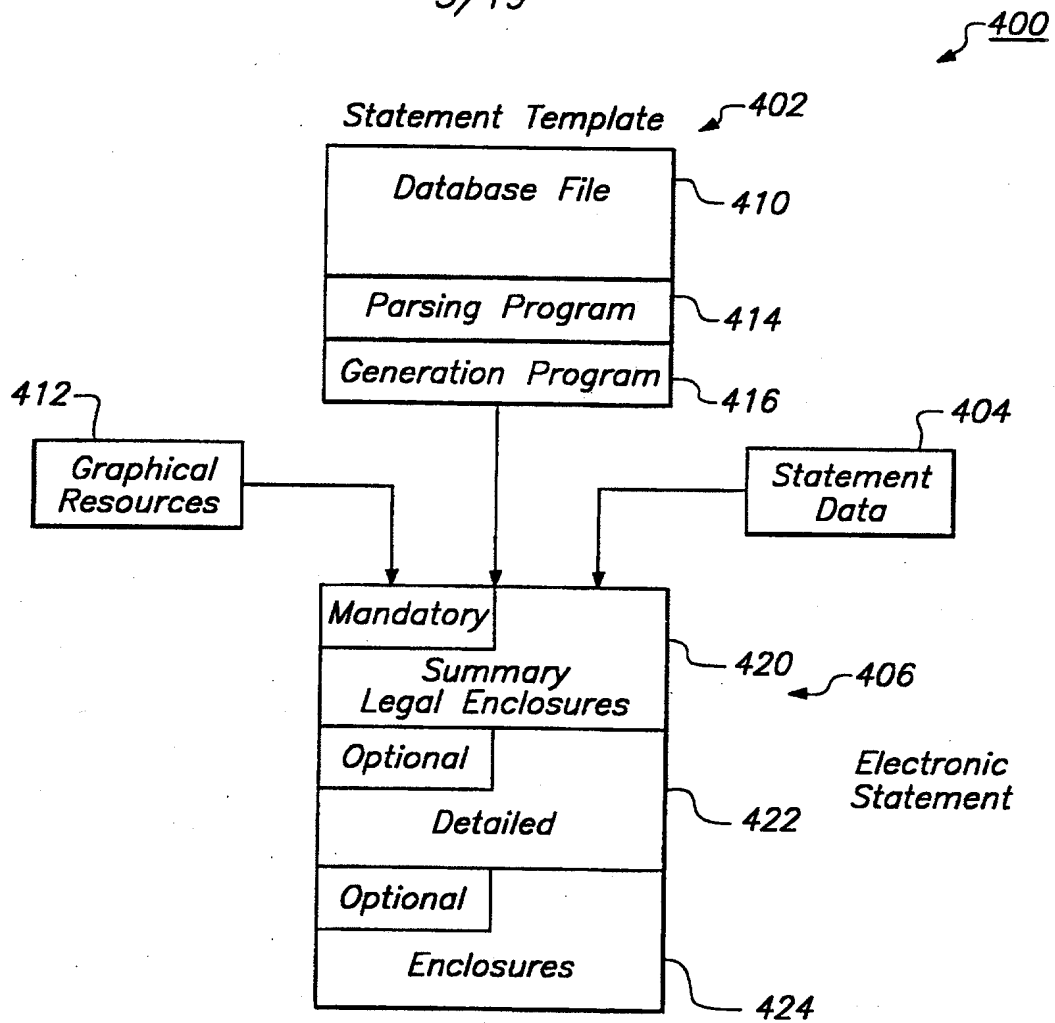 400
Statement Template
402
Database File
410
Parsing Program
414
Generation Program
416
412
Graphical
Resources
404
Statement
Data
Mandatory
420
Summary
Legal Enclosures
406
Optional
Electronic
Statement
Detailed
422
Optional
Enclosures
424